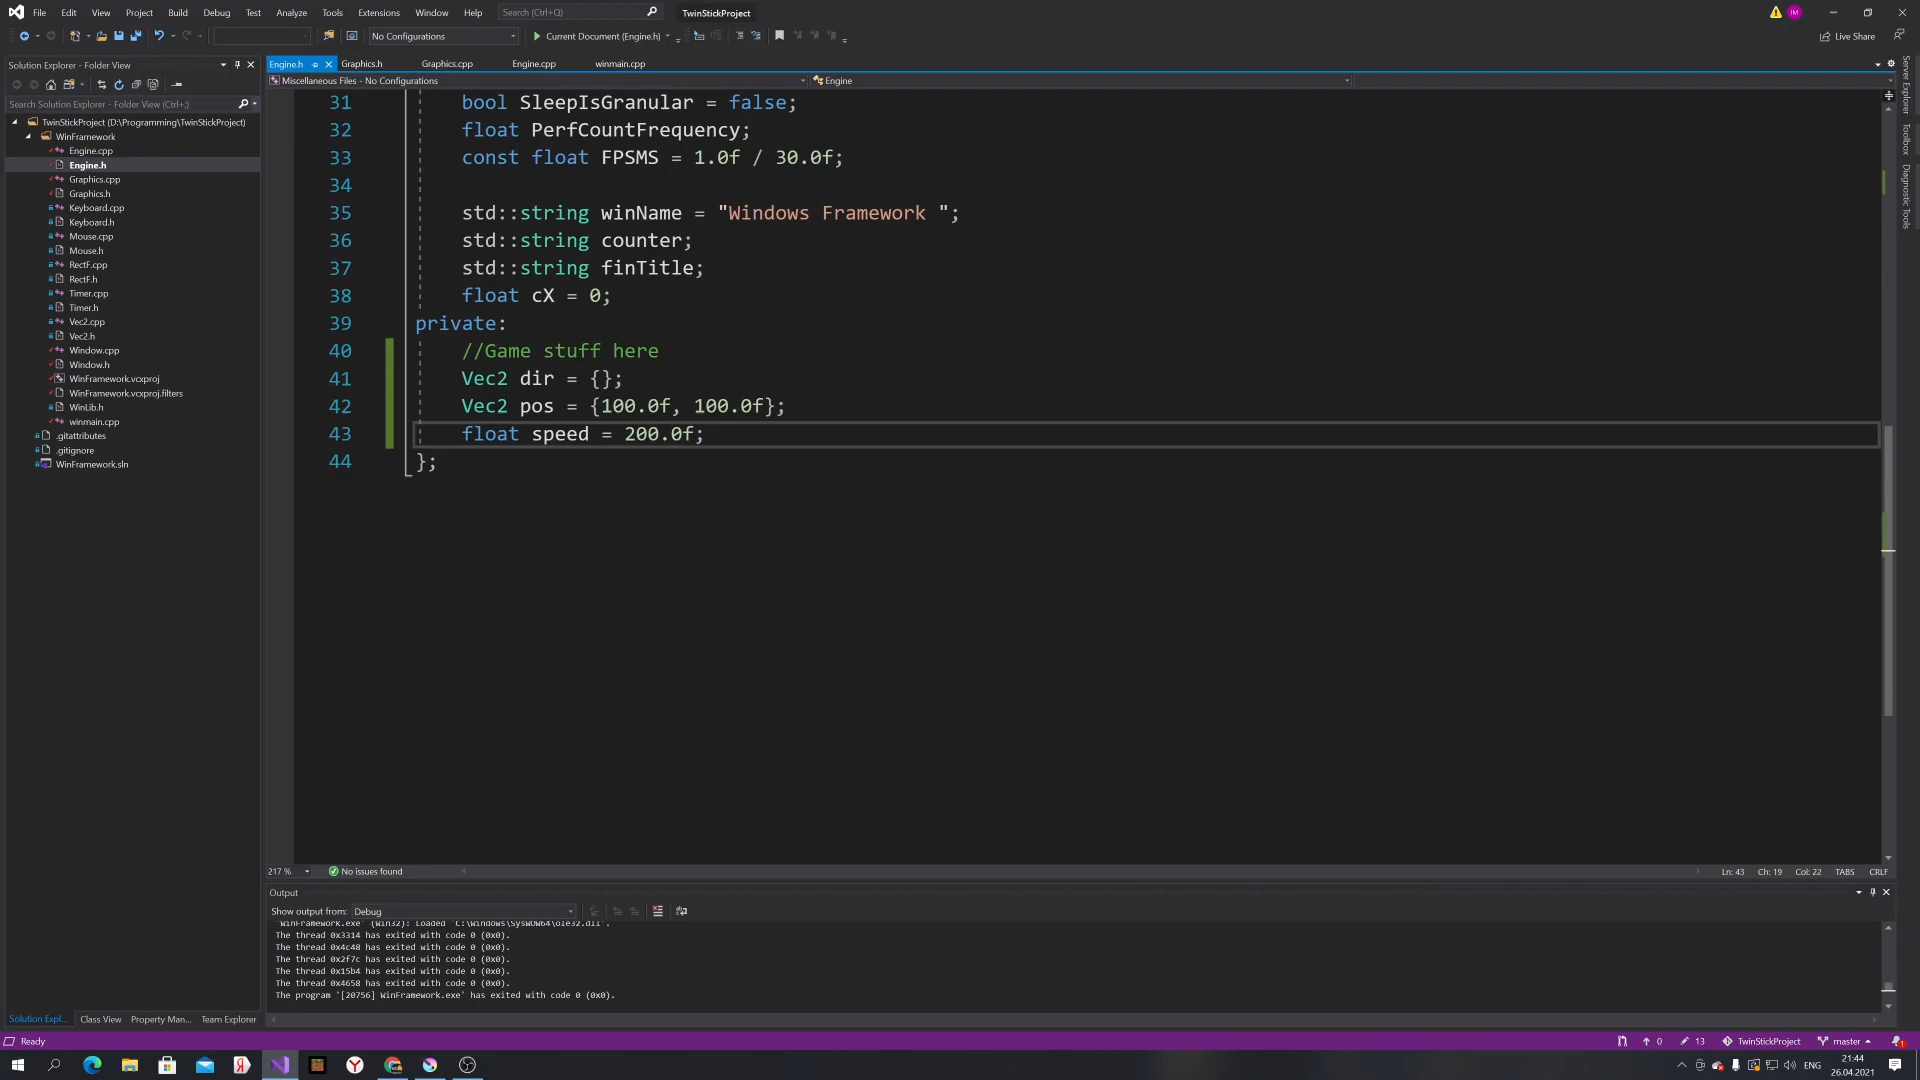 File Edit View Project Build Debug Test Analyze Tools Extensions Window Help Search (Ctrl+Q) TwinStickProject IM
No Configurations Current Document (Engine.h) Live Share
Solution Explorer - Folder View
Search Solution Explorer - Folder View (Ctrl+;)
TwinStickProject (D:\Programming\TwinStickProject)
WinFramework
Engine.cpp
Engine.h
Graphics.cpp
Graphics.h
Keyboard.cpp
Keyboard.h
Mouse.cpp
Mouse.h
RectF.cpp
RectF.h
Timer.cpp
Timer.h
Vec2.cpp
Vec2.h
Window.cpp
Window.h
WinFramework.vcxproj
WinFramework.vcxproj.filters
WinLib.h
winmain.cpp
.gitattributes
.gitignore
WinFramework.sln
Solution Expl... Class View Property Man... Team Explorer
Engine.h Graphics.h Graphics.cpp Engine.cpp winmain.cpp
Miscellaneous Files - No Configurations Engine
31 bool SleepIsGranular = false;
32 float PerfCountFrequency;
33 const float FPSMS = 1.0f / 30.0f;
34
35 std::string winName = "Windows Framework ";
36 std::string counter;
37 std::string finTitle;
38 float cX = 0;
39 private:
40 //Game stuff here
41 Vec2 dir = {};
42 Vec2 pos = {100.0f, 100.0f};
43 float speed = 200.0f;
44 };
217 % No issues found Ln: 43 Ch: 19 Col: 22 TABS CRLF
Output
Show output from: Debug
'WinFramework.exe' (Win32): Loaded 'C:\Windows\SysWOW64\ole32.dll'.
The thread 0x3314 has exited with code 0 (0x0).
The thread 0x4c48 has exited with code 0 (0x0).
The thread 0x2f7c has exited with code 0 (0x0).
The thread 0x15b4 has exited with code 0 (0x0).
The thread 0x4658 has exited with code 0 (0x0).
The program '[20756] WinFramework.exe' has exited with code 0 (0x0).
Server Explorer
Toolbox
Diagnostic Tools
Ready 0 13 TwinStickProject master 1
ENG 21:44
26.04.2021